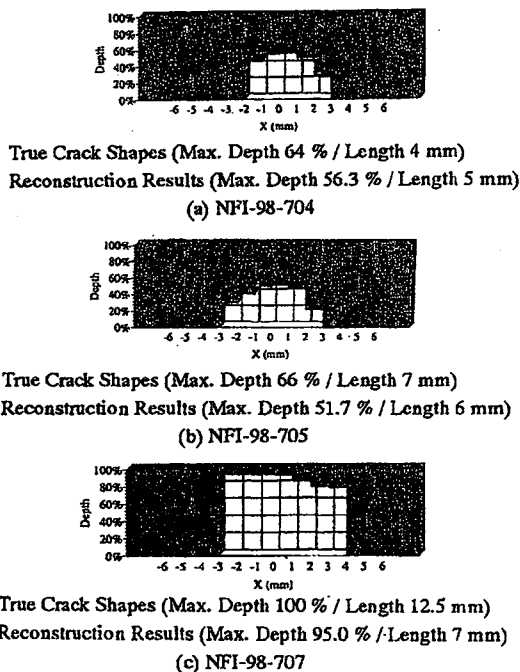 100%
80%
60%
40%
20%
0%
Depth
-6 -5 -4 -3 -2 -1 0 1 2 3 4 5 6
X (mm)
True Crack Shapes (Max. Depth 64 % / Length 4 mm)
Reconstruction Results (Max. Depth 56.3 % / Length 5 mm)
(a) NFI-98-704
100%
80%
60%
40%
20%
0%
Depth
-6 -5 -4 -3 -2 -1 0 1 2 3 4 5 6
X (mm)
True Crack Shapes (Max. Depth 66 % / Length 7 mm)
Reconstruction Results (Max. Depth 51.7 % / Length 6 mm)
(b) NFI-98-705
100%
80%
60%
40%
20%
0%
Depth
-6 -5 -4 -3 -2 -1 0 1 2 3 4 5 6
X (mm)
True Crack Shapes (Max. Depth 100 % / Length 12.5 mm)
Reconstruction Results (Max. Depth 95.0 % / Length 7 mm)
(c) NFI-98-707